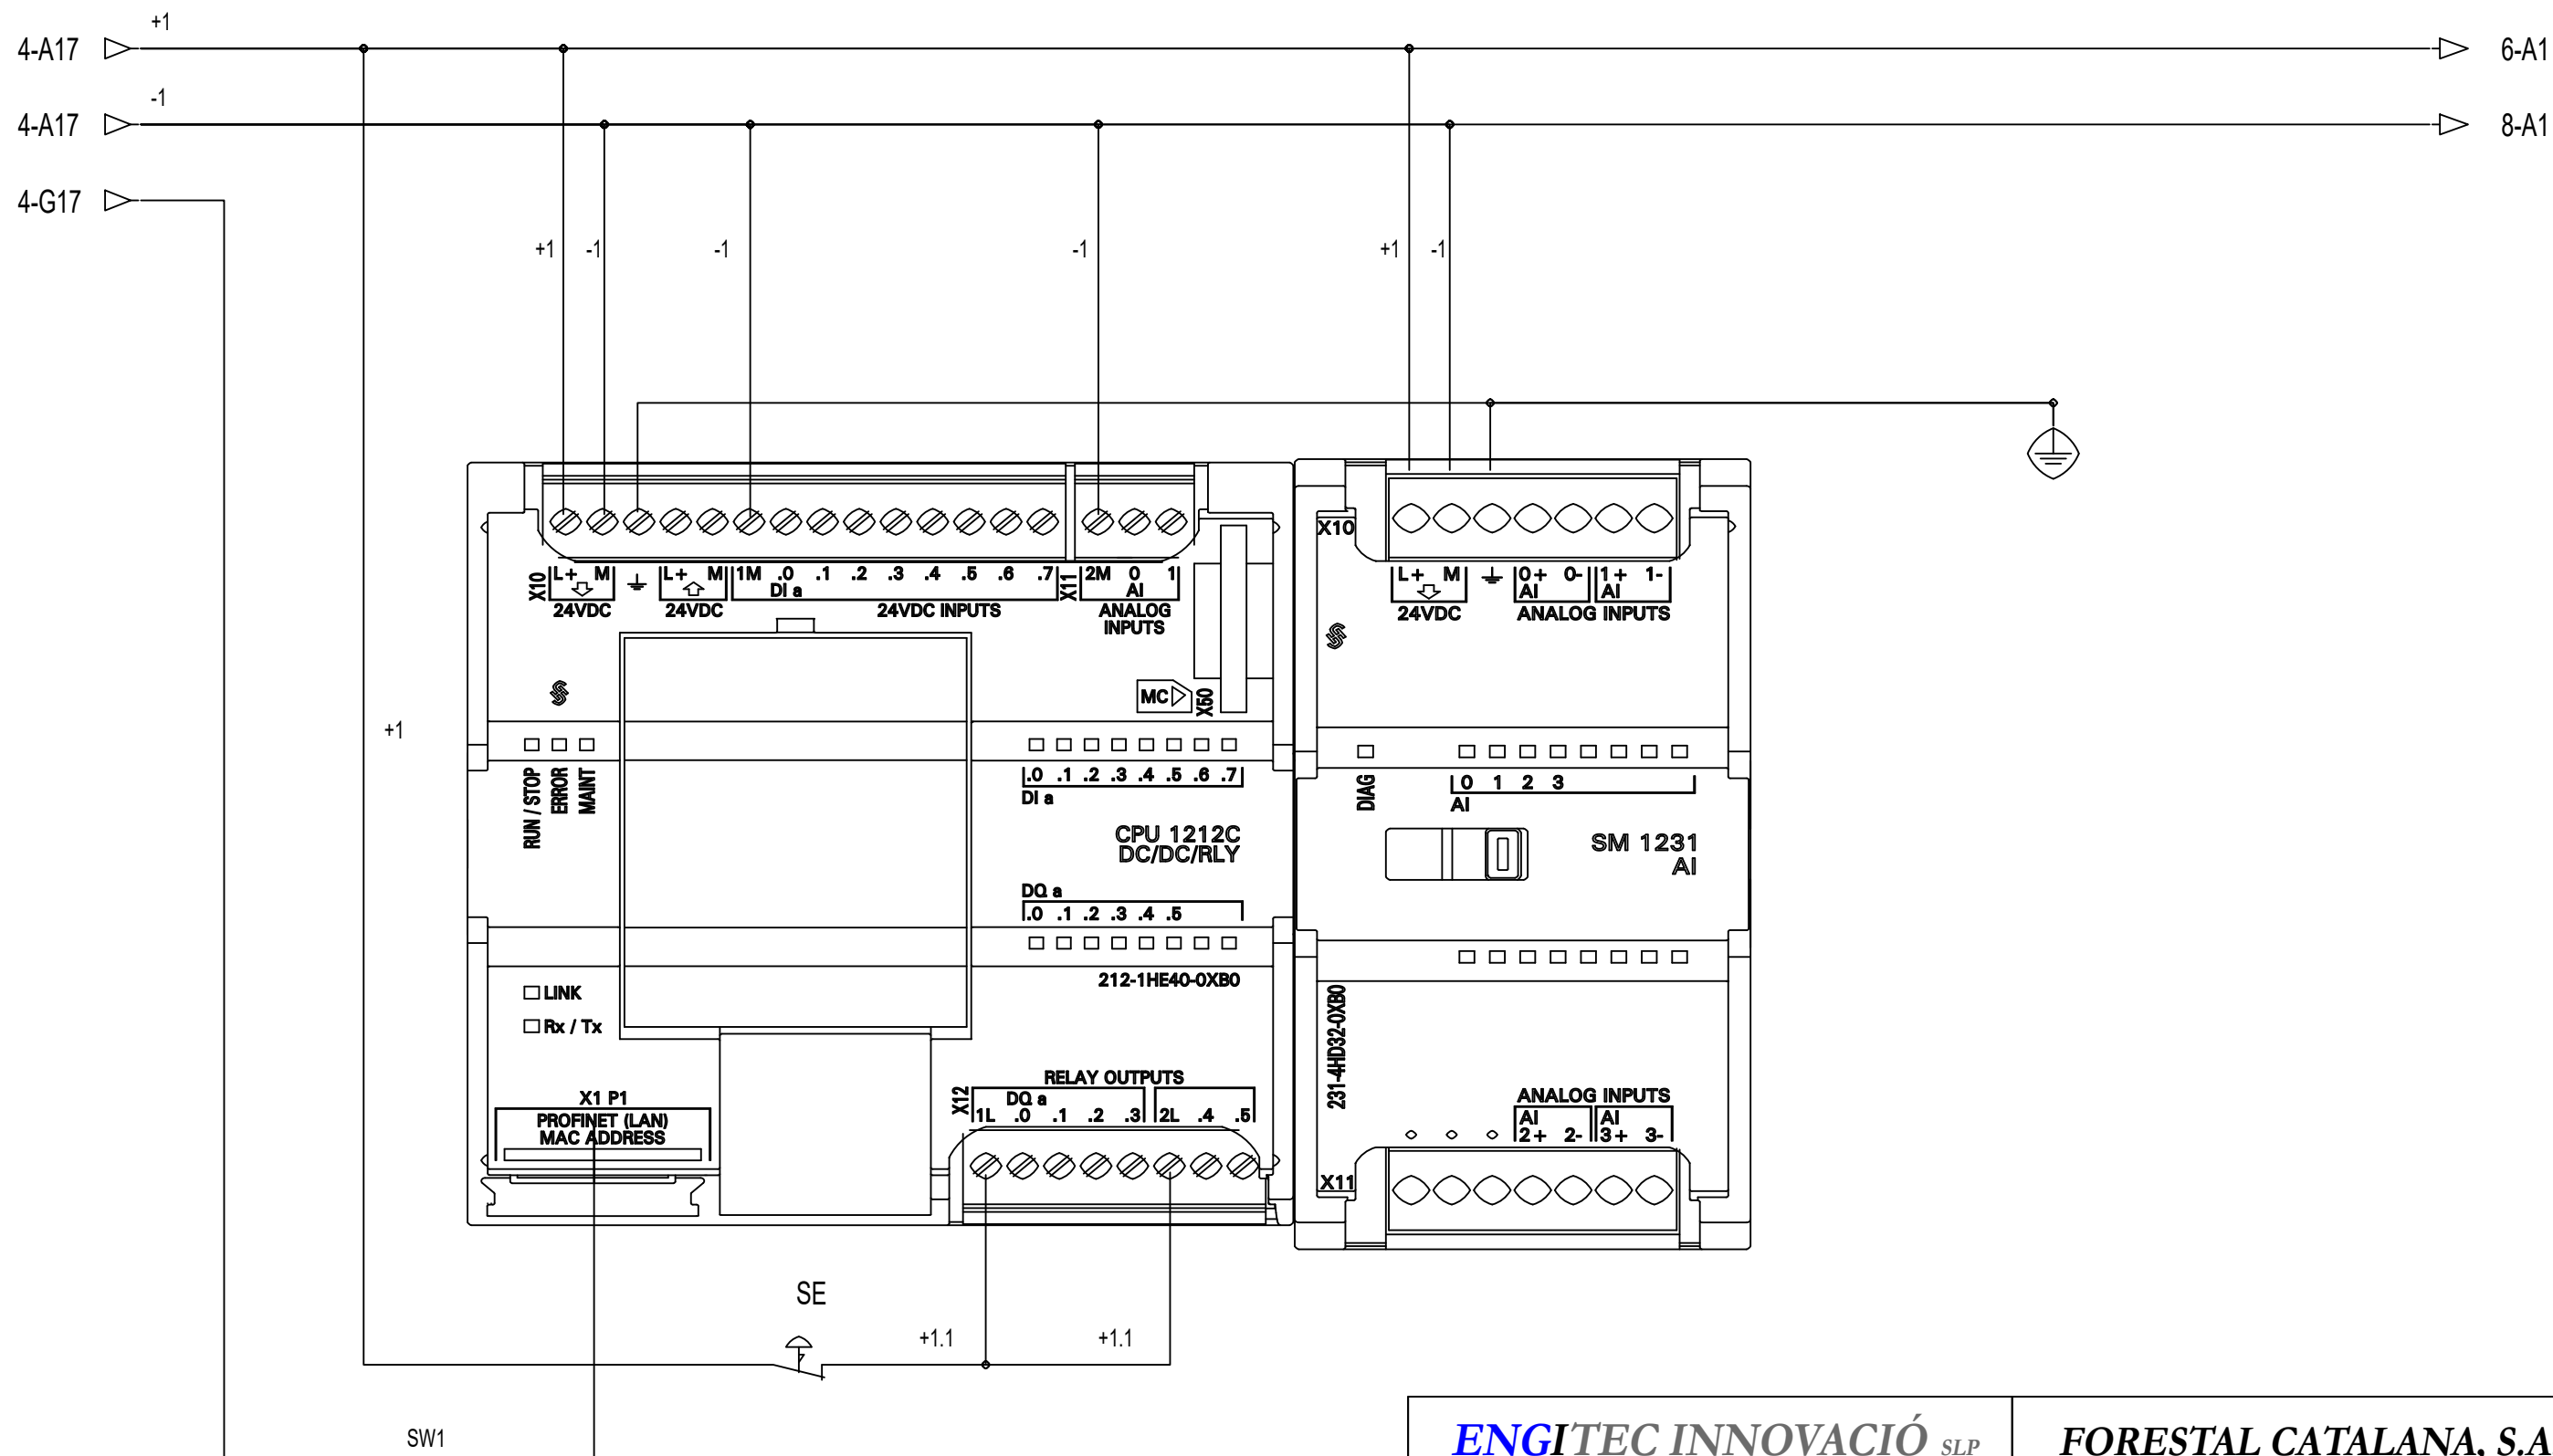 +1
4-A17
6-A1
-1
4-A17
8-A1
4-G17
+1 -1 -1 -1 +1 -1
X10 L+ M L+ M 1M .0 .1 .2 .3 .4 .5 .6 .7 X11 2M 0 1
DI a AI
24VDC 24VDC 24VDC INPUTS ANALOG
INPUTS
X10
L+ M 0+ 0- 1+ 1-
AI AI
24VDC ANALOG INPUTS
MC X50
+1
RUN / STOP
ERROR
MAINT
.0 .1 .2 .3 .4 .5 .6 .7
DI a
DIAG
0 1 2 3
AI
CPU 1212C
DC/DC/RLY
SM 1231
AI
DQ a
.0 .1 .2 .3 .4 .5
212-1HE40-0XB0
LINK
Rx / Tx
231-4HD32-0XB0
X1 P1
PROFINET (LAN)
MAC ADDRESS
RELAY OUTPUTS
X12 DQ a
1L .0 .1 .2 .3 2L .4 .5
ANALOG INPUTS
AI AI
2+ 2- 3+ 3-
X11
SE
+1.1 +1.1
SW1
ENGITEC INNOVACIÓ SLP
FORESTAL CATALANA, S.A